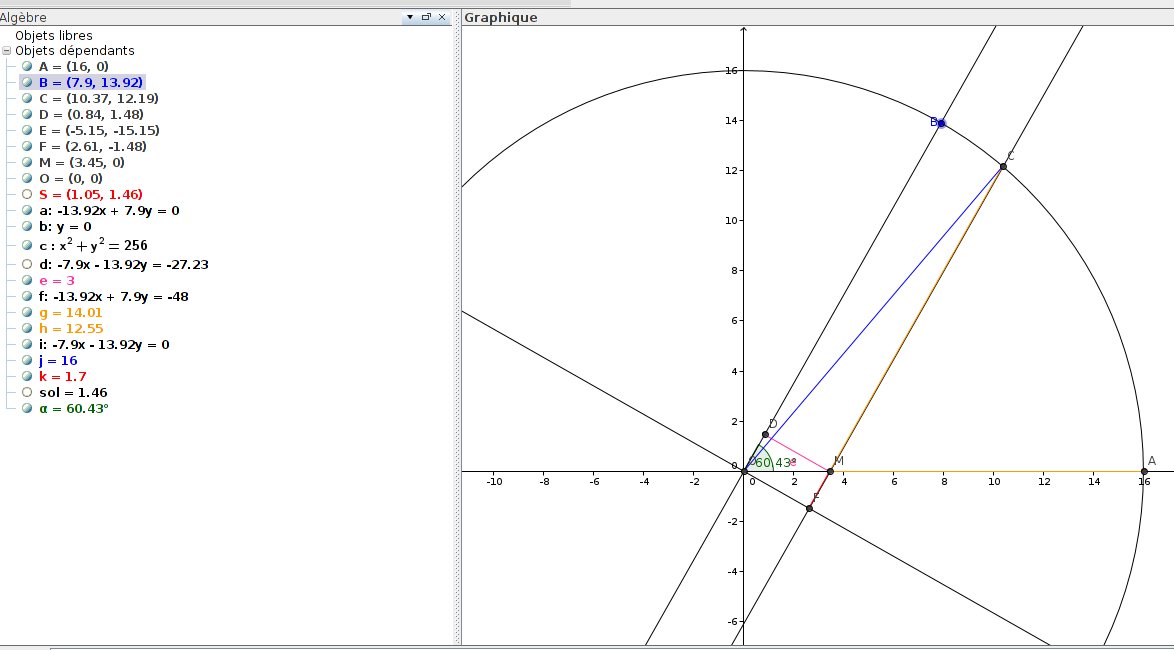 Algèbre
Objets libres
Objets dépendants
A = (16, 0)
B = (7.9, 13.92)
C = (10.37, 12.19)
D = (0.84, 1.48)
E = (-5.15, -15.15)
F = (2.61, -1.48)
M = (3.45, 0)
O = (0, 0)
S = (1.05, 1.46)
a: -13.92x + 7.9y = 0
b: y = 0
c : x² + y² = 256
d: -7.9x - 13.92y = -27.23
e = 3
f: -13.92x + 7.9y = -48
g = 14.01
h = 12.55
i: -7.9x - 13.92y = 0
j = 16
k = 1.7
sol = 1.46
α = 60.43°
Graphique
16
B
14
C
12
10
8
6
4
2
D
0
60.43°
M
A
-10 -8 -6 -4 -2 0 2 4 6 8 10 12 14 16
F
-2
-4
-6